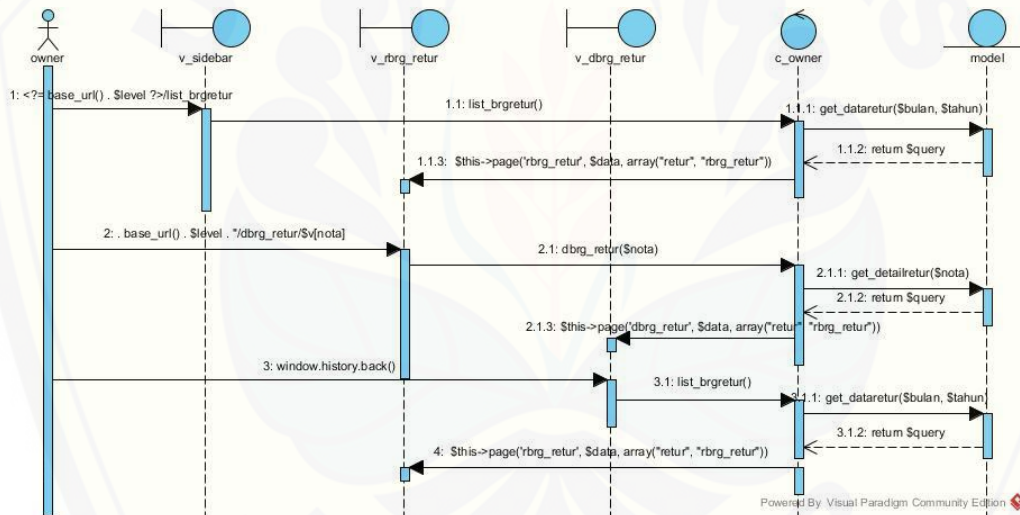 owner
v_sidebar
v_rbrg_retur
v_dbrg_retur
c_owner
model
1: <?= base_url() . $level ?>/list_brgretur
1.1: list_brgretur()
1.1.1: get_dataretur($bulan, $tahun)
1.1.2: return $query
1.1.3: $this->page('rbrg_retur', $data, array("retur", "rbrg_retur"))
2: . base_url() . $level . "/dbrg_retur/$v[nota]
2.1: dbrg_retur($nota)
2.1.1: get_detailretur($nota)
2.1.2: return $query
2.1.3: $this->page('dbrg_retur', $data, array("retur" "rbrg_retur"))
3: window.history.back()
3.1: list_brgretur()
3.1.1: get_dataretur($bulan, $tahun)
3.1.2: return $query
4: $this->page('rbrg_retur', $data, array("retur", "rbrg_retur"))
Powered By Visual Paradigm Community Edition